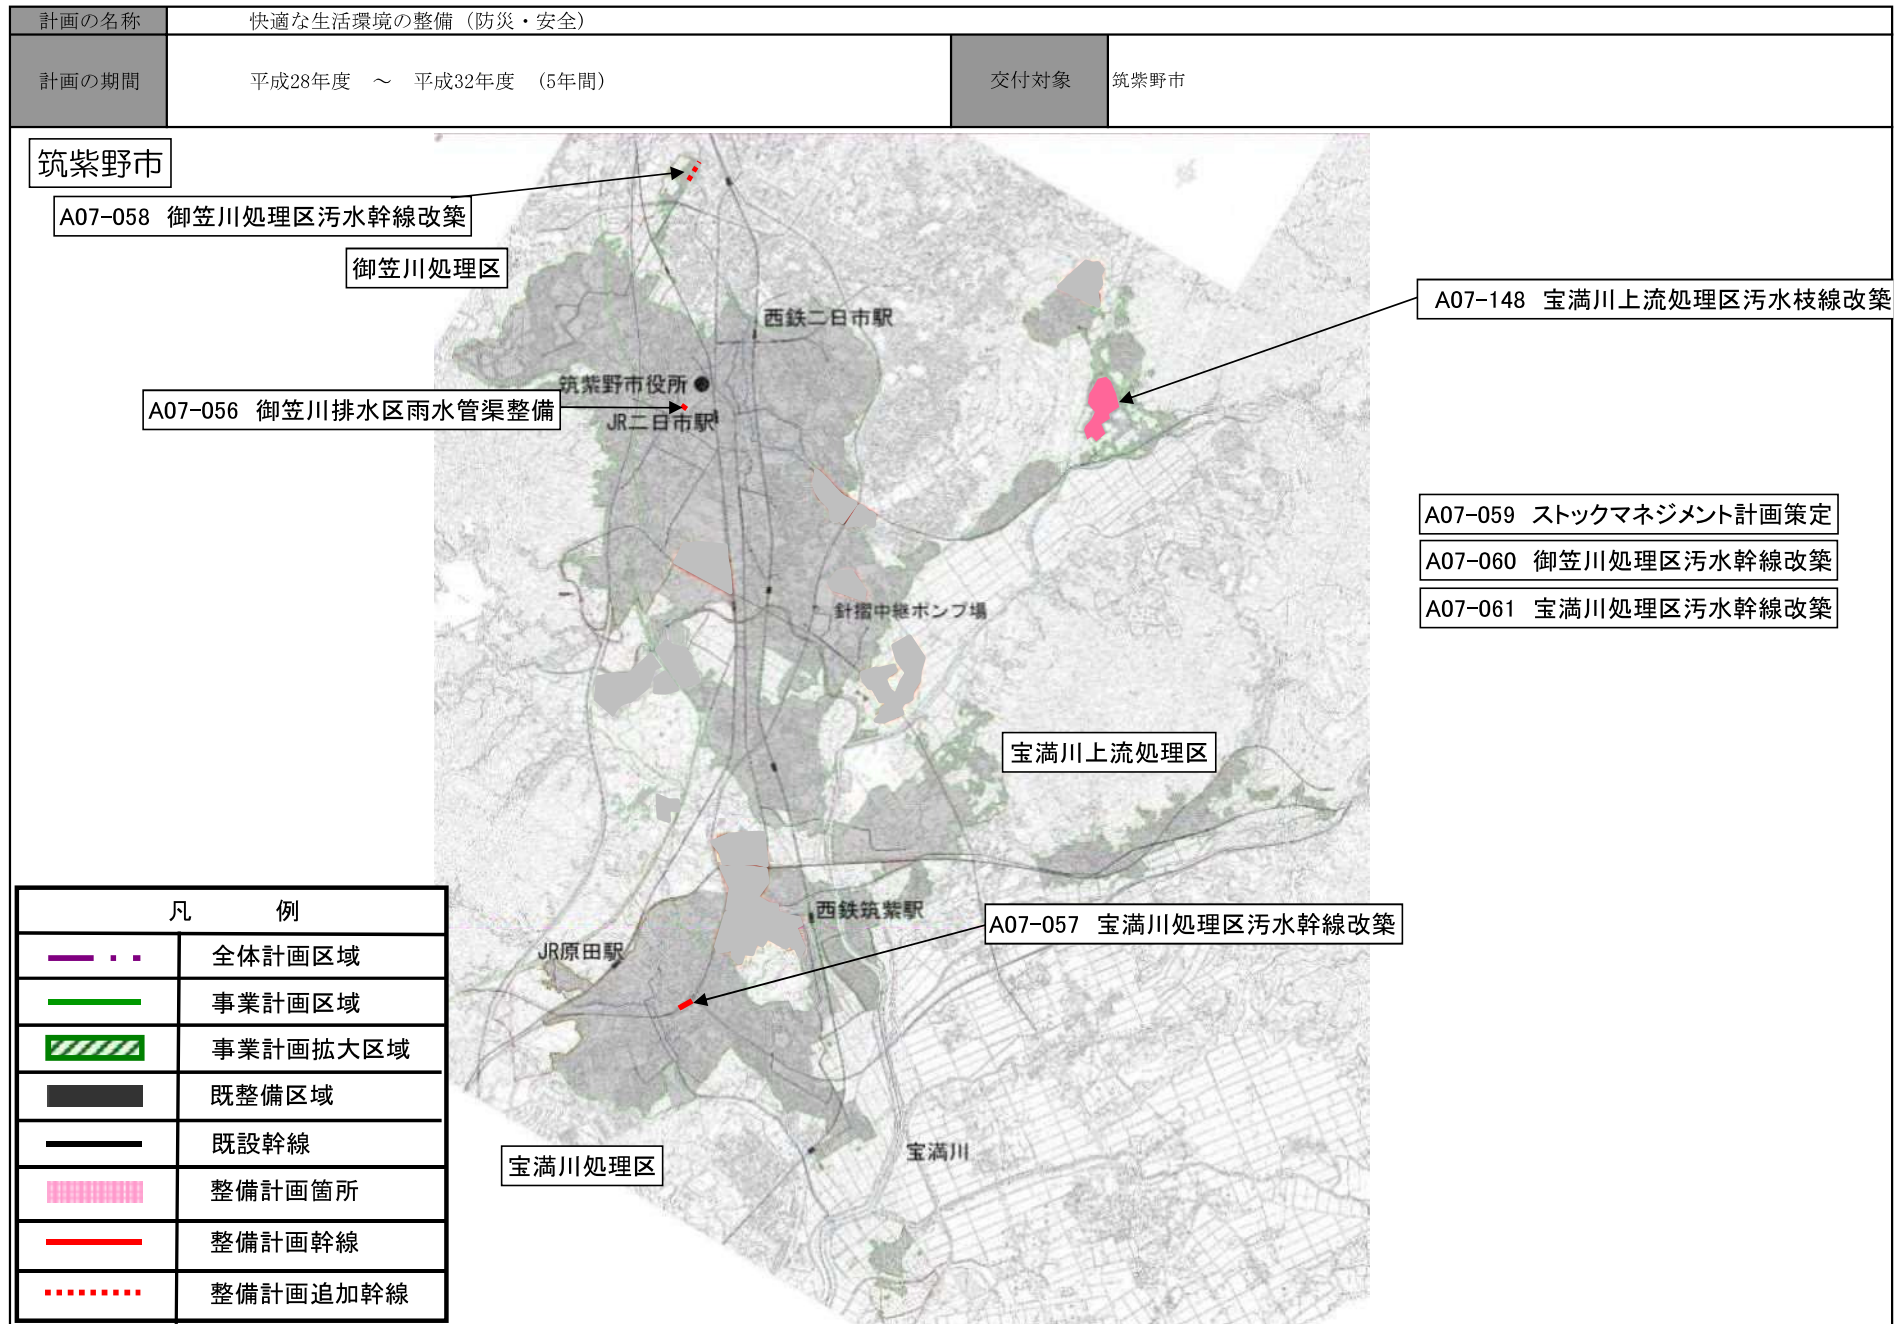 計画の名称 快適な生活環境の整備（防災・安全）
計画の期間 平成28年度 ～ 平成32年度 （5年間） 交付対象 筑紫野市
筑紫野市
A07-058 御笠川処理区汚水幹線改築
御笠川処理区
A07-148 宝満川上流処理区汚水枝線改築
西鉄二日市駅
筑紫野市役所
A07-056 御笠川排水区雨水管渠整備
JR二日市駅
A07-059 ストックマネジメント計画策定
A07-060 御笠川処理区汚水幹線改築
A07-061 宝満川処理区汚水幹線改築
針摺中継ポンプ場
宝満川上流処理区
西鉄筑紫駅
A07-057 宝満川処理区汚水幹線改築
JR原田駅
宝満川処理区
宝満川
凡 例
全体計画区域
事業計画区域
事業計画拡大区域
既整備区域
既設幹線
整備計画箇所
整備計画幹線
整備計画追加幹線